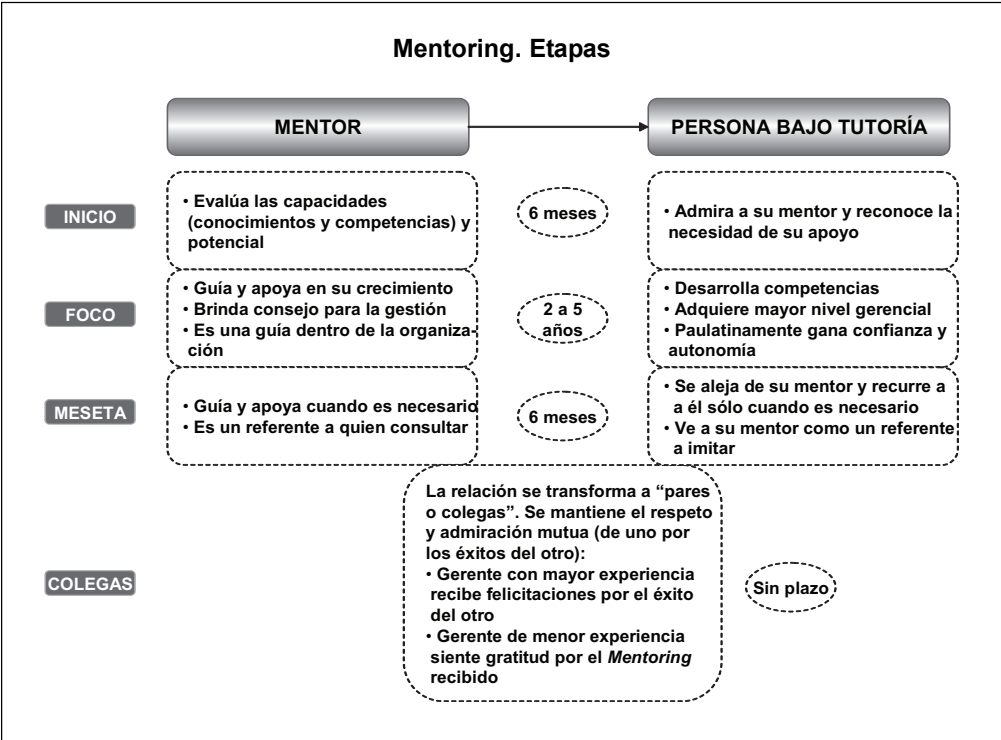 Mentoring. Etapas
MENTOR
PERSONA BAJO TUTORÍA
INICIO
• Evalúa las capacidades
(conocimientos y competencias) y
potencial
6 meses
• Admira a su mentor y reconoce la
necesidad de su apoyo
FOCO
• Guía y apoya en su crecimiento
• Brinda consejo para la gestión
• Es una guía dentro de la organiza-
ción
2 a 5
años
• Desarrolla competencias
• Adquiere mayor nivel gerencial
• Paulatinamente gana confianza y
autonomía
MESETA
• Guía y apoya cuando es necesario
• Es un referente a quien consultar
6 meses
• Se aleja de su mentor y recurre a
a él sólo cuando es necesario
• Ve a su mentor como un referente
a imitar
COLEGAS
La relación se transforma a “pares
o colegas”. Se mantiene el respeto
y admiración mutua (de uno por
los éxitos del otro):
• Gerente con mayor experiencia
recibe felicitaciones por el éxito
del otro
• Gerente de menor experiencia
siente gratitud por el Mentoring
recibido
Sin plazo